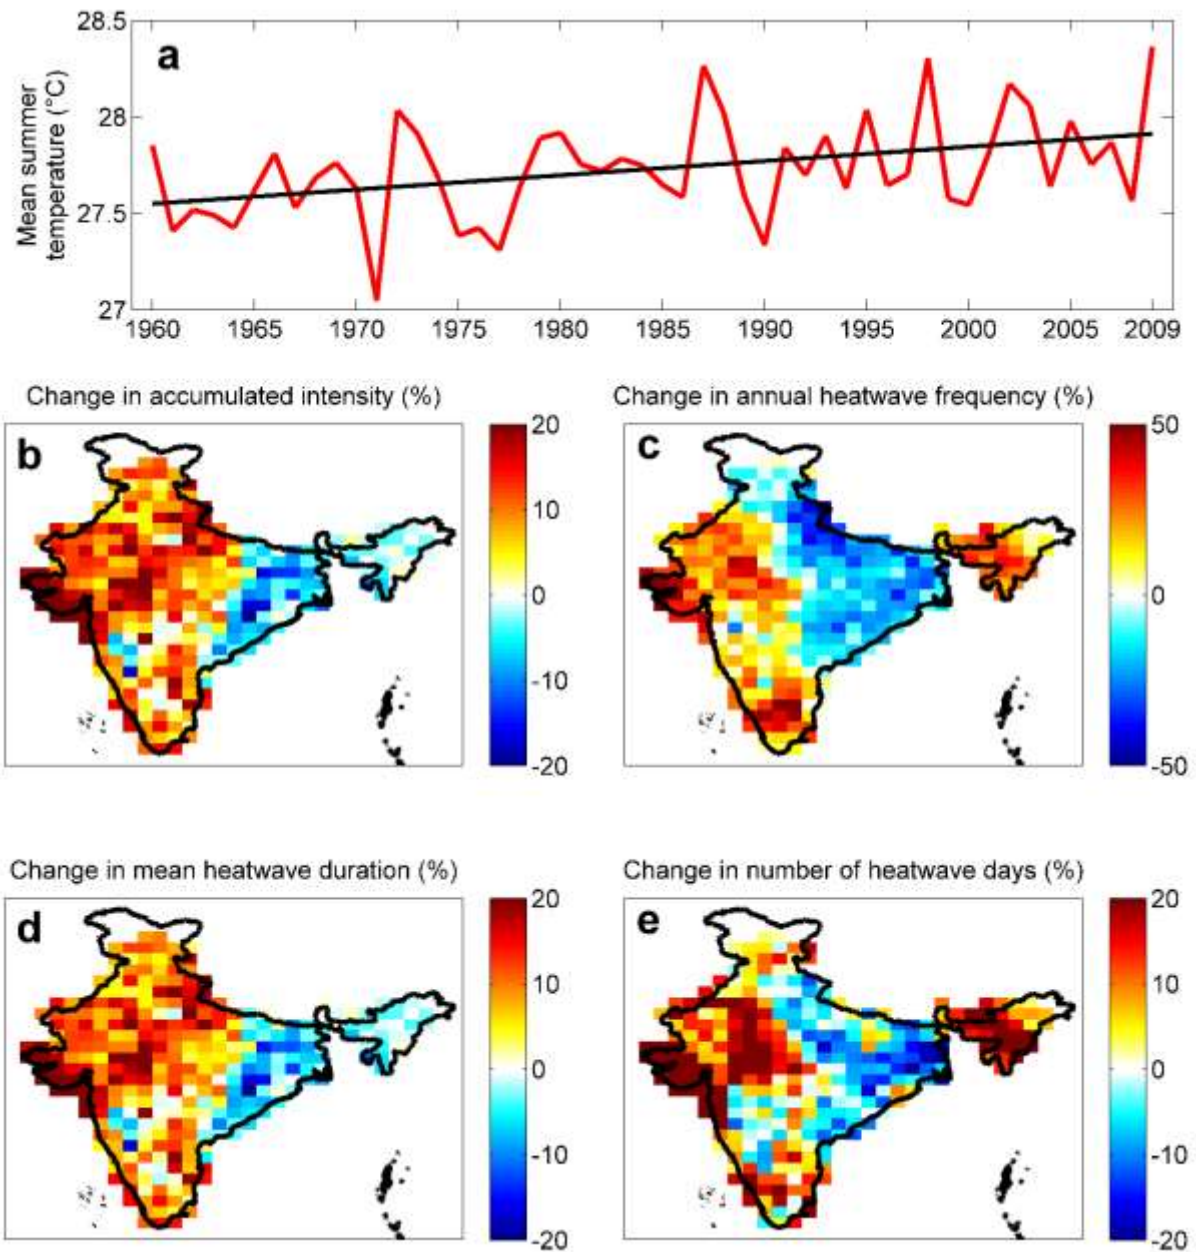 a
Mean summer
temperature (°C)
28.5
28
27.5
27
1960 1965 1970 1975 1980 1985 1990 1995 2000 2005 2009
Change in accumulated intensity (%)
b
20
10
0
-10
-20
Change in annual heatwave frequency (%)
c
50
0
-50
Change in mean heatwave duration (%)
d
20
10
0
-10
-20
Change in number of heatwave days (%)
e
20
10
0
-10
-20